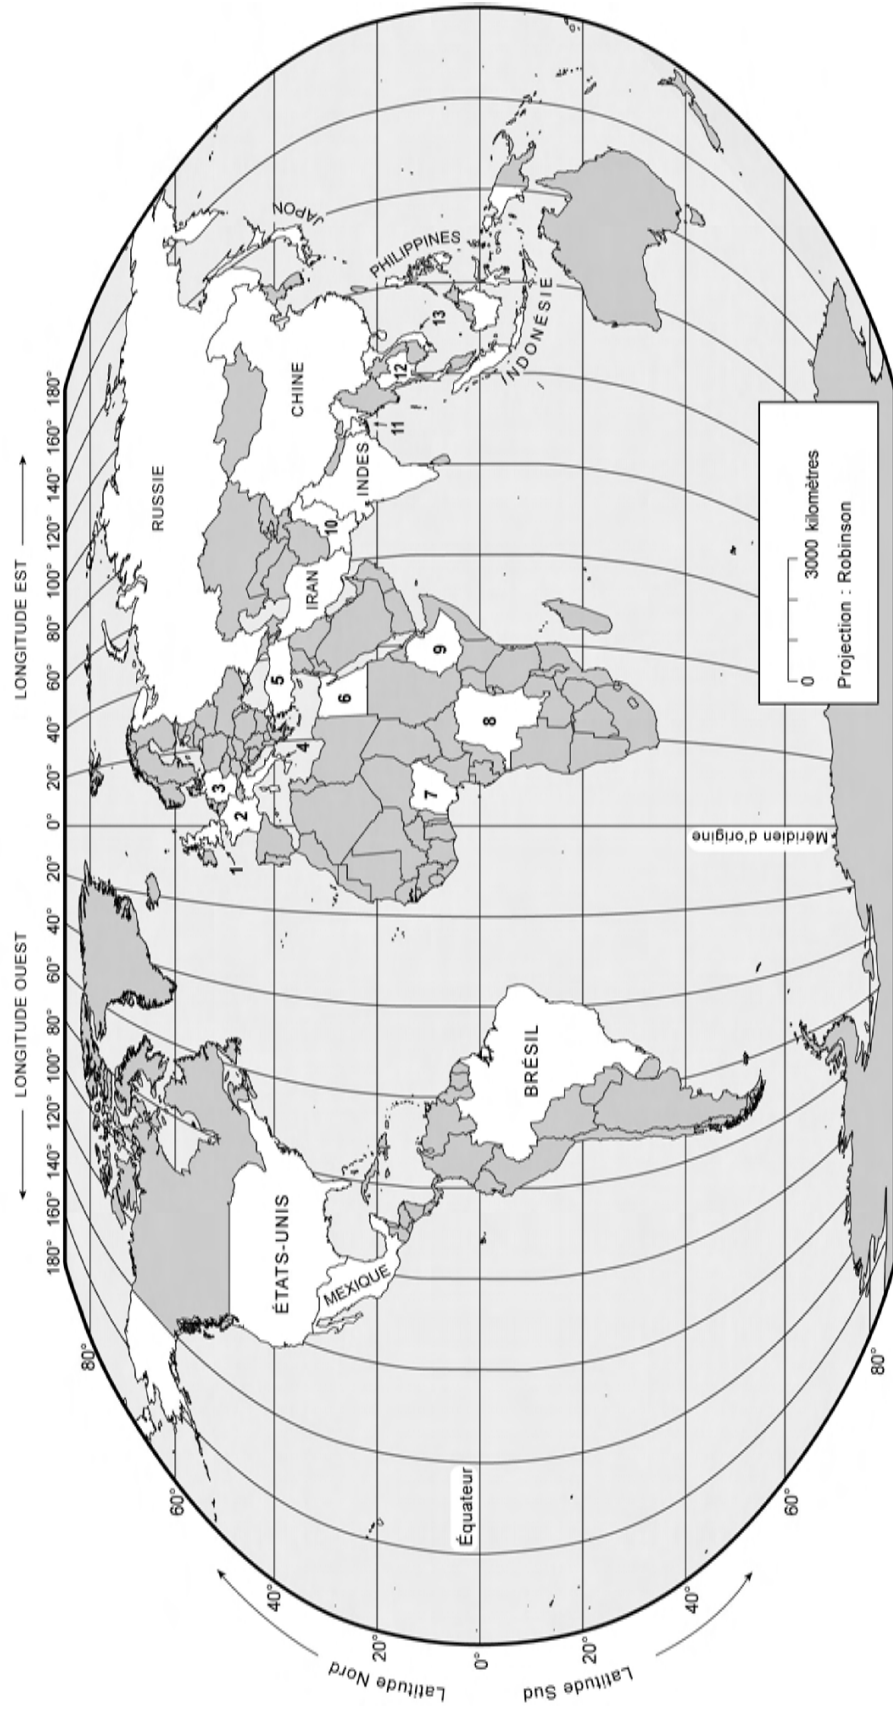 ← LONGITUDE OUEST
LONGITUDE EST →
180° 160° 140° 120° 100° 80° 60° 40° 20° 0° 20° 40° 60° 80° 100° 120° 140° 160° 180°
80°
60°
40°
20°
0°
20°
40°
60°
80°
Latitude Nord
Latitude Sud
RUSSIE
JAPON
CHINE
ÉTATS-UNIS
MEXIQUE
IRAN
INDES
PHILIPPINES
INDONÉSIE
BRÉSIL
1
2
3
4
5
6
7
8
9
10
11
12
13
Équateur
Méridien d'origine
0 3000 kilomètres
Projection : Robinson